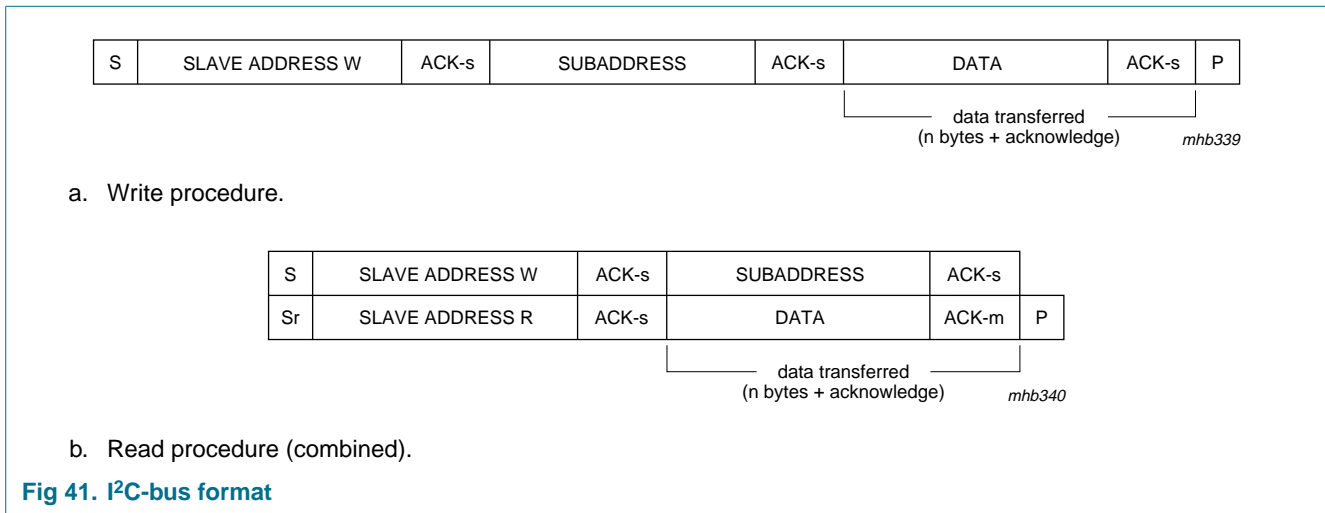 S SLAVE ADDRESS W ACK-s SUBADDRESS ACK-s DATA ACK-s P
data transferred
(n bytes + acknowledge)
mhb339
a. Write procedure.
S SLAVE ADDRESS W ACK-s SUBADDRESS ACK-s
Sr SLAVE ADDRESS R ACK-s DATA ACK-m P
data transferred
(n bytes + acknowledge)
mhb340
b. Read procedure (combined).
Fig 41. I²C-bus format